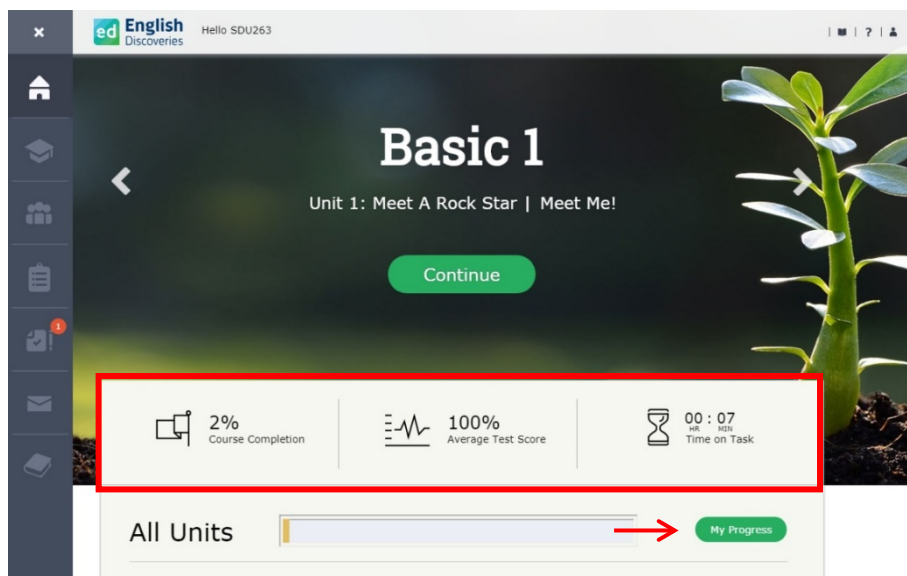 ed English Discoveries
Hello SDU263
| | ? |
Basic 1
Unit 1: Meet A Rock Star | Meet Me!
Continue
1
2%
Course Completion
100%
Average Test Score
00 : 07
HR MIN
Time on Task
All Units
My Progress